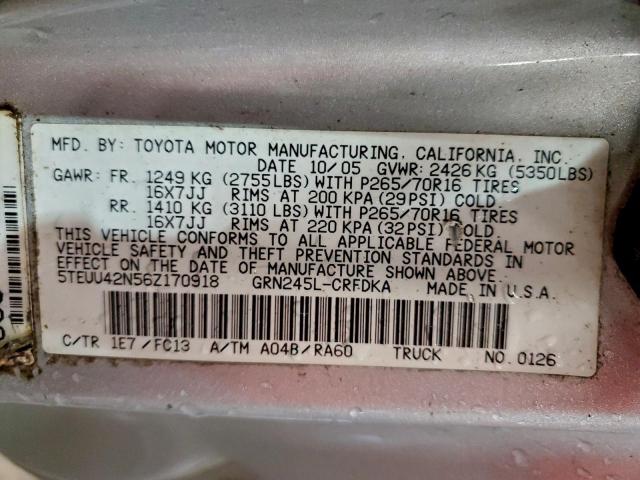 MFD. BY: TOYOTA MOTOR MANUFACTURING, CALIFORNIA, INC.
DATE 10/05 GVWR: 2426 KG (5350LBS)
GAWR: FR. 1249 KG (2755LBS) WITH P265/70R16 TIRES
16X7JJ RIMS AT 200 KPA (29PSI) COLD.
RR. 1410 KG (3110LBS) WITH P265/70R16 TIRES
16X7JJ RIMS AT 220 KPA (32PSI) COLD.
THIS VEHICLE CONFORMS TO ALL APPLICABLE FEDERAL MOTOR
VEHICLE SAFETY AND THEFT PREVENTION STANDARDS IN
EFFECT ON THE DATE OF MANUFACTURE SHOWN ABOVE.
5TEUU42N56Z170918 GRN245L-CRFDKA MADE IN U.S.A.
C/TR 1E7/FC13 A/TM A04B/RA60 TRUCK NO. 0126